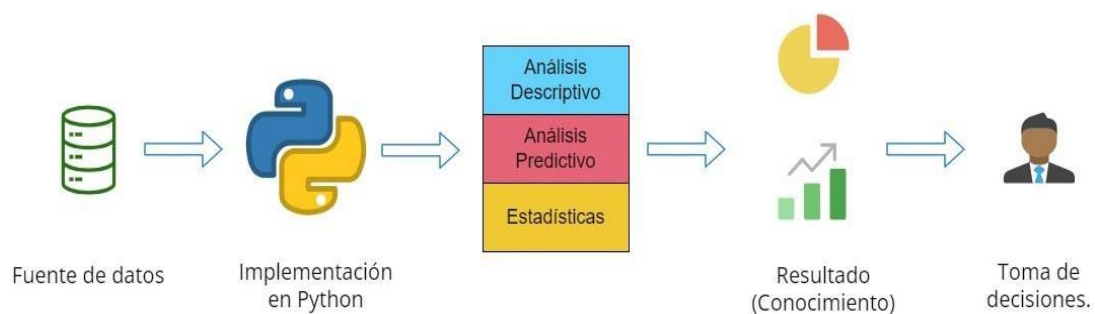 Análisis
Descriptivo
Análisis
Predictivo
Estadísticas
Fuente de datos
Implementación
en Python
Resultado
(Conocimiento)
Toma de
decisiones.